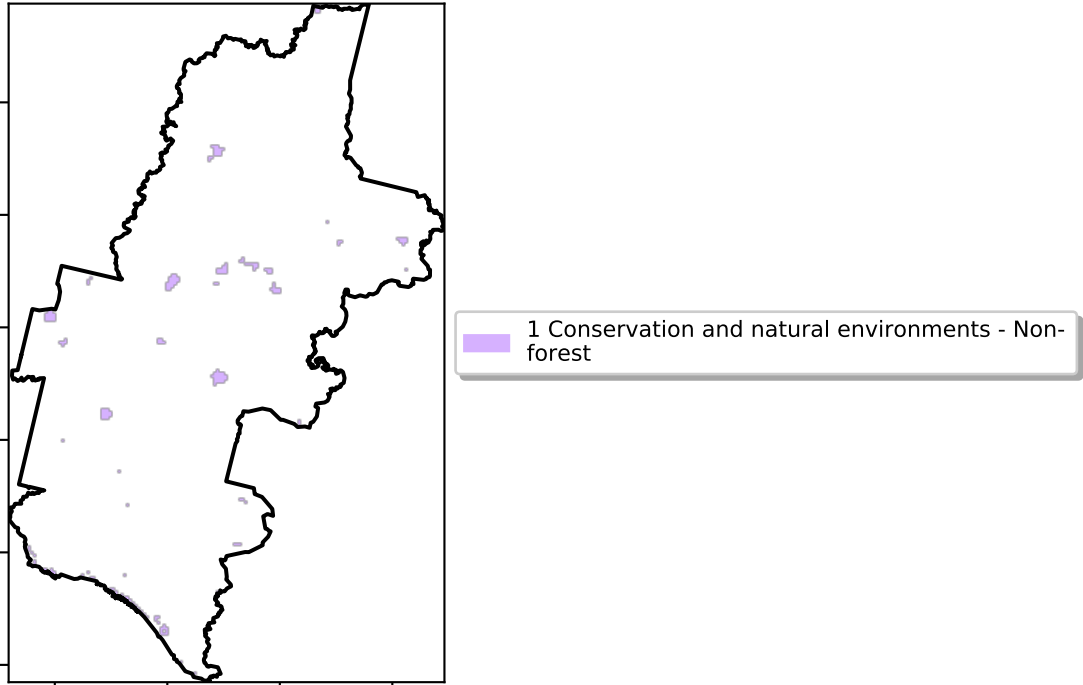 1 Conservation and natural environments - Non-
forest